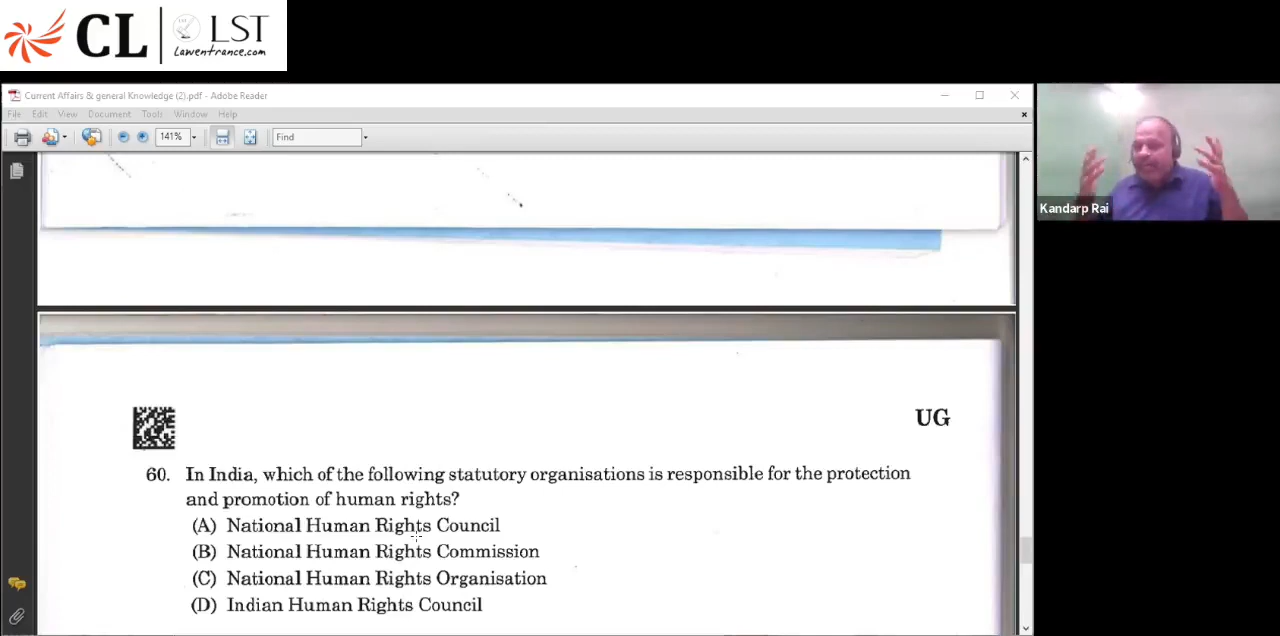 CL LST
Lawentrance.com
Current Affairs & general Knowledge (2).pdf - Adobe Reader
File Edit View Document Tools Window Help
141% Find
Kandarp Rai
UG
60. In India, which of the following statutory organisations is responsible for the protection
and promotion of human rights?
(A) National Human Rights Council
(B) National Human Rights Commission
(C) National Human Rights Organisation
(D) Indian Human Rights Council